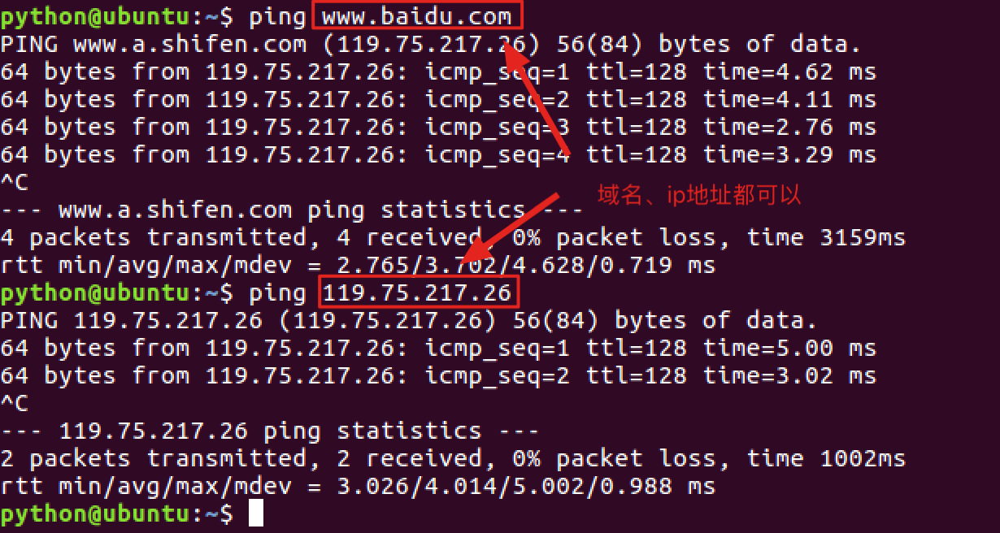 python@ubuntu:~$ ping www.baidu.com
PING www.a.shifen.com (119.75.217.26) 56(84) bytes of data.
64 bytes from 119.75.217.26: icmp_seq=1 ttl=128 time=4.62 ms
64 bytes from 119.75.217.26: icmp_seq=2 ttl=128 time=4.11 ms
64 bytes from 119.75.217.26: icmp_seq=3 ttl=128 time=2.76 ms
64 bytes from 119.75.217.26: icmp_seq=4 ttl=128 time=3.29 ms
^C
域名、ip地址都可以
--- www.a.shifen.com ping statistics ---
4 packets transmitted, 4 received, 0% packet loss, time 3159ms
rtt min/avg/max/mdev = 2.765/3.702/4.628/0.719 ms
python@ubuntu:~$ ping 119.75.217.26
PING 119.75.217.26 (119.75.217.26) 56(84) bytes of data.
64 bytes from 119.75.217.26: icmp_seq=1 ttl=128 time=5.00 ms
64 bytes from 119.75.217.26: icmp_seq=2 ttl=128 time=3.02 ms
^C
--- 119.75.217.26 ping statistics ---
2 packets transmitted, 2 received, 0% packet loss, time 1002ms
rtt min/avg/max/mdev = 3.026/4.014/5.002/0.988 ms
python@ubuntu:~$